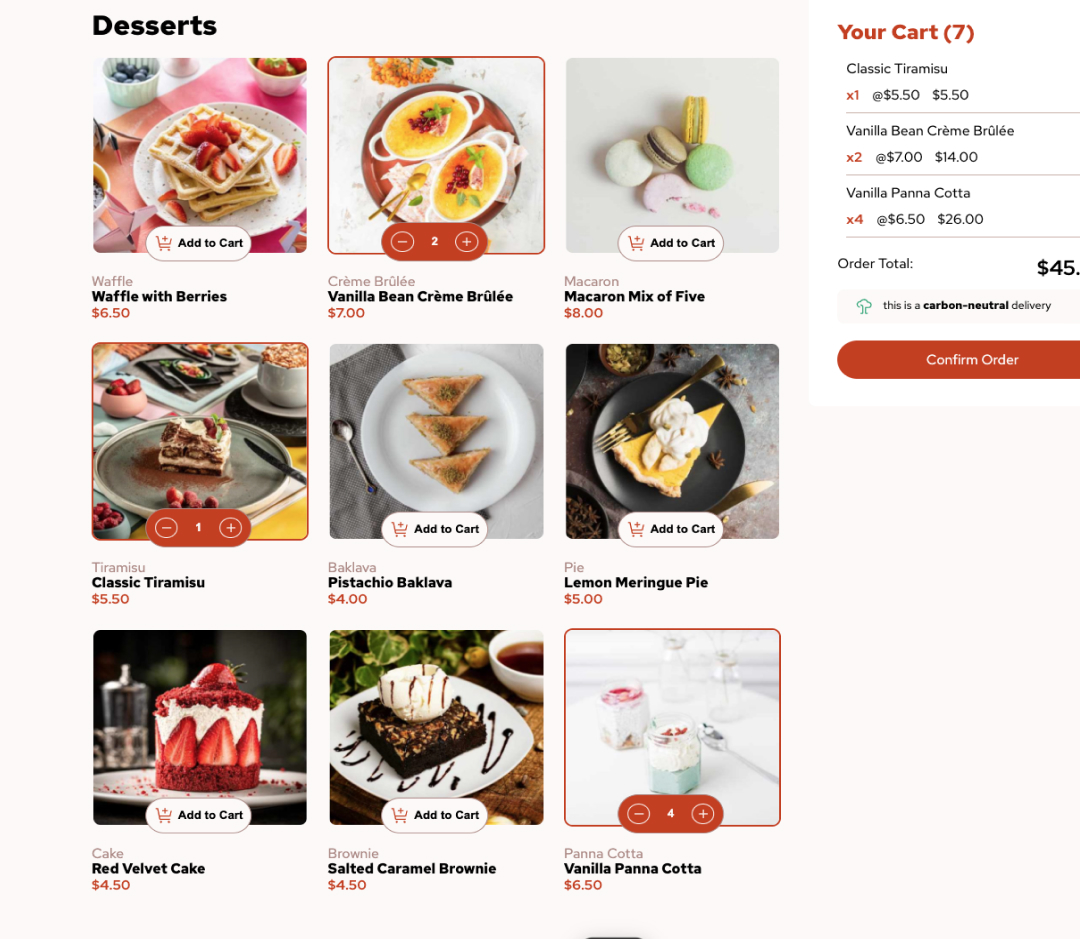 Desserts
Add to Cart
2
Add to Cart
Waffle
Waffle with Berries
$6.50
Crème Brûlée
Vanilla Bean Crème Brûlée
$7.00
Macaron
Macaron Mix of Five
$8.00
1
Add to Cart
Add to Cart
Tiramisu
Classic Tiramisu
$5.50
Baklava
Pistachio Baklava
$4.00
Pie
Lemon Meringue Pie
$5.00
Add to Cart
Add to Cart
4
Cake
Red Velvet Cake
$4.50
Brownie
Salted Caramel Brownie
$4.50
Panna Cotta
Vanilla Panna Cotta
$6.50
Your Cart (7)
Classic Tiramisu
x1 @$5.50 $5.50
Vanilla Bean Crème Brûlée
x2 @$7.00 $14.00
Vanilla Panna Cotta
x4 @$6.50 $26.00
Order Total: $45.
this is a carbon-neutral delivery
Confirm Order